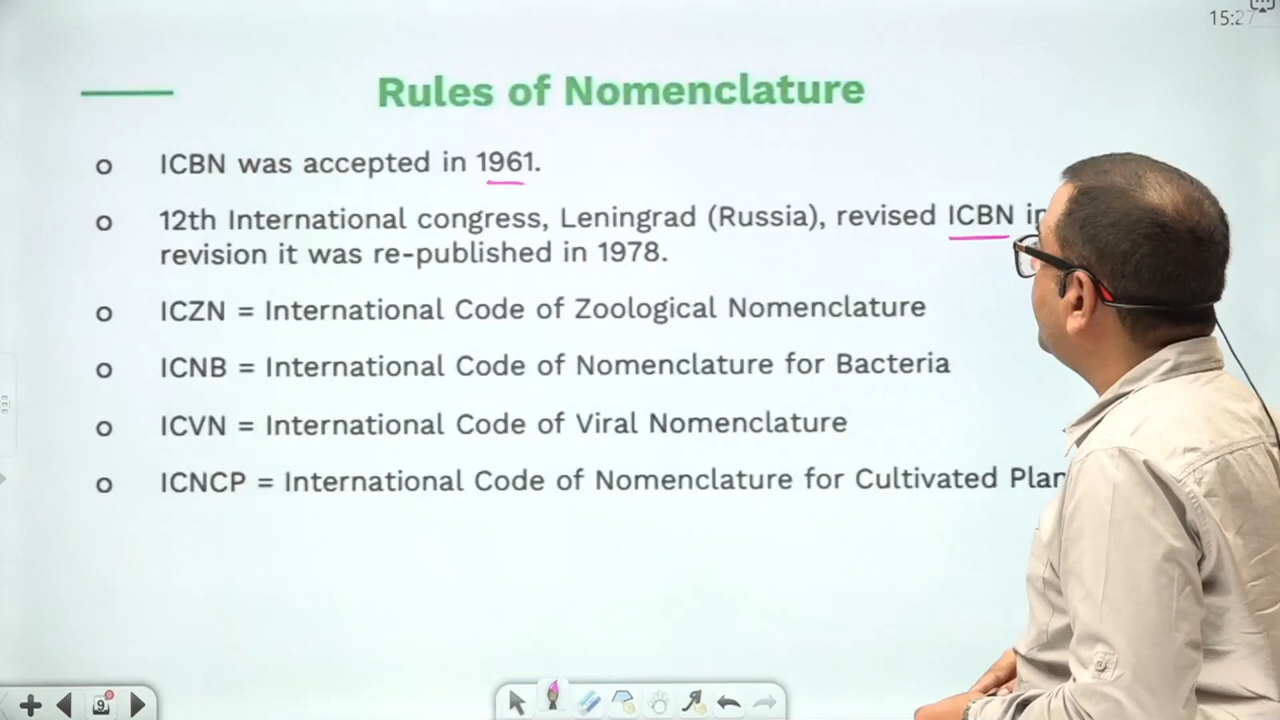 15:27
Rules of Nomenclature
o ICBN was accepted in 1961.
o 12th International congress, Leningrad (Russia), revised ICBN
revision it was re-published in 1978.
o ICZN = International Code of Zoological Nomenclature
o ICNB = International Code of Nomenclature for Bacteria
o ICVN = International Code of Viral Nomenclature
o ICNCP = International Code of Nomenclature for Cultivated
9